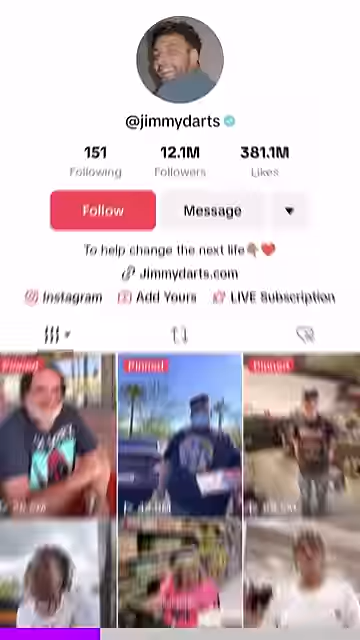 @jimmydarts
151 12.1M 381.1M
Following Followers Likes
Follow Message
To help change the next life
Jimmydarts.com
Instagram Add Yours LIVE Subscription
Pinned Pinned Pinned